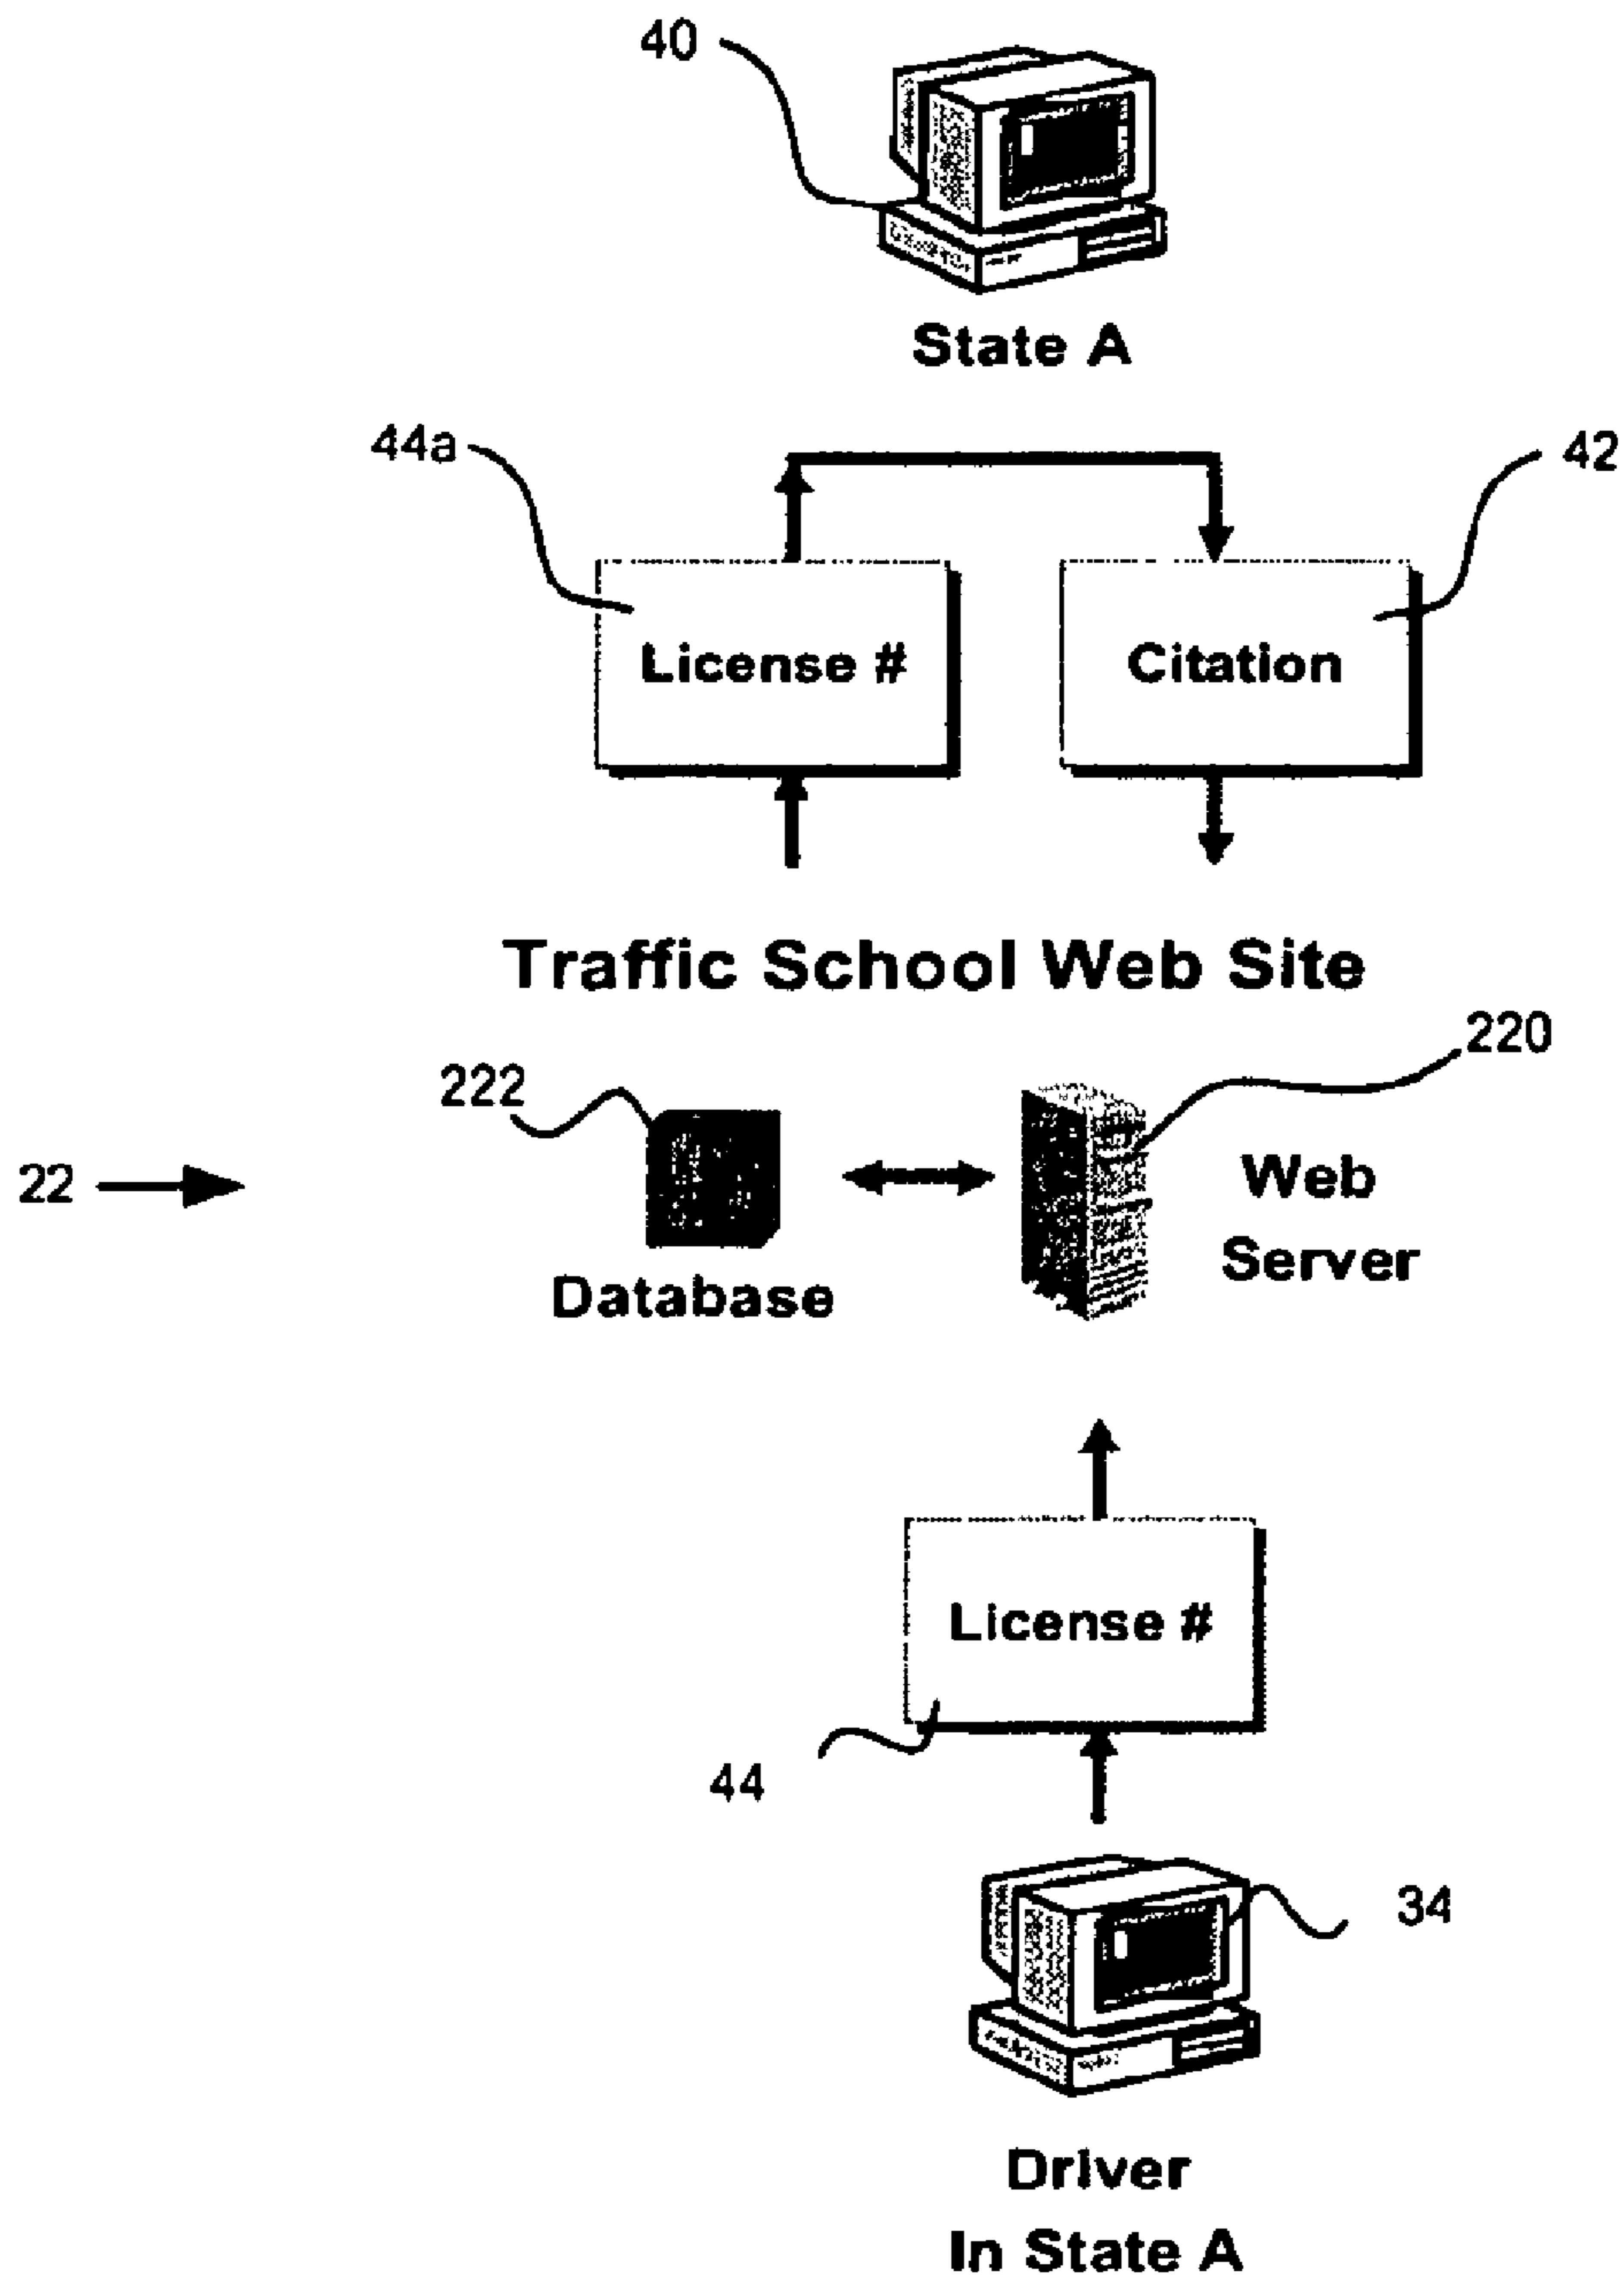 40
State A
44a
42
License #
Citation
Traffic School Web Site
222
220
22
Web
Server
Database
License #
44
34
Driver
In State A